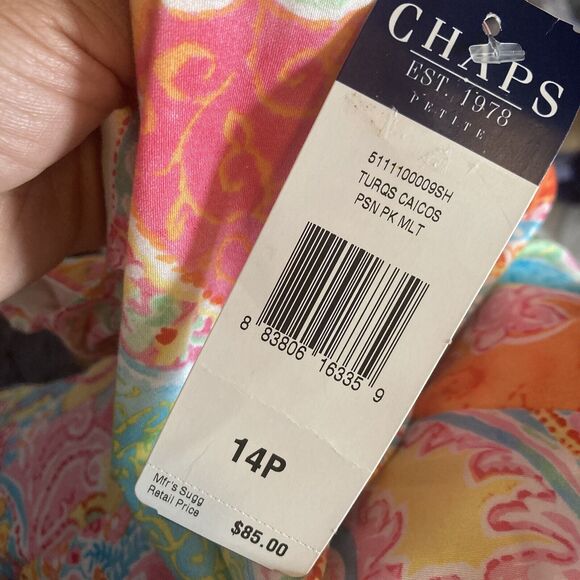 CHAPS
EST. 1978
PETITE
5111100009SH
TURQS CAICOS
PSN PK MLT
8 83806 16335 9
14P
Mfr's Sugg
Retail Price
$85.00